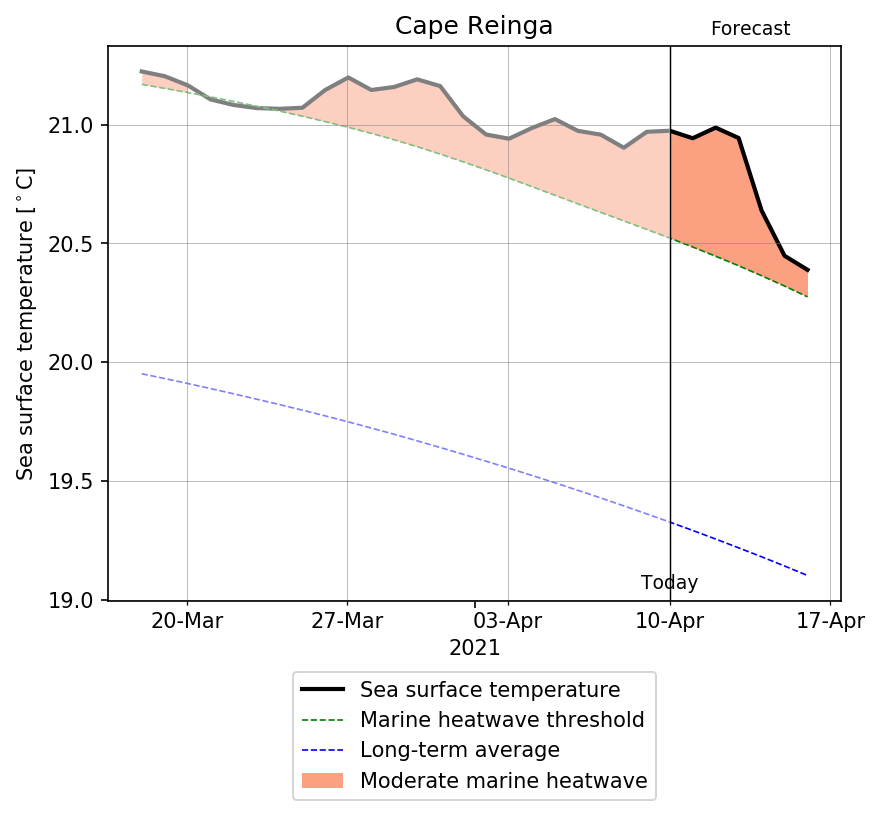 Cape Reinga
Forecast
Sea surface temperature [°C]
21.0
20.5
20.0
19.5
19.0
Today
20-Mar 27-Mar 03-Apr 10-Apr 17-Apr
2021
Sea surface temperature
Marine heatwave threshold
Long-term average
Moderate marine heatwave